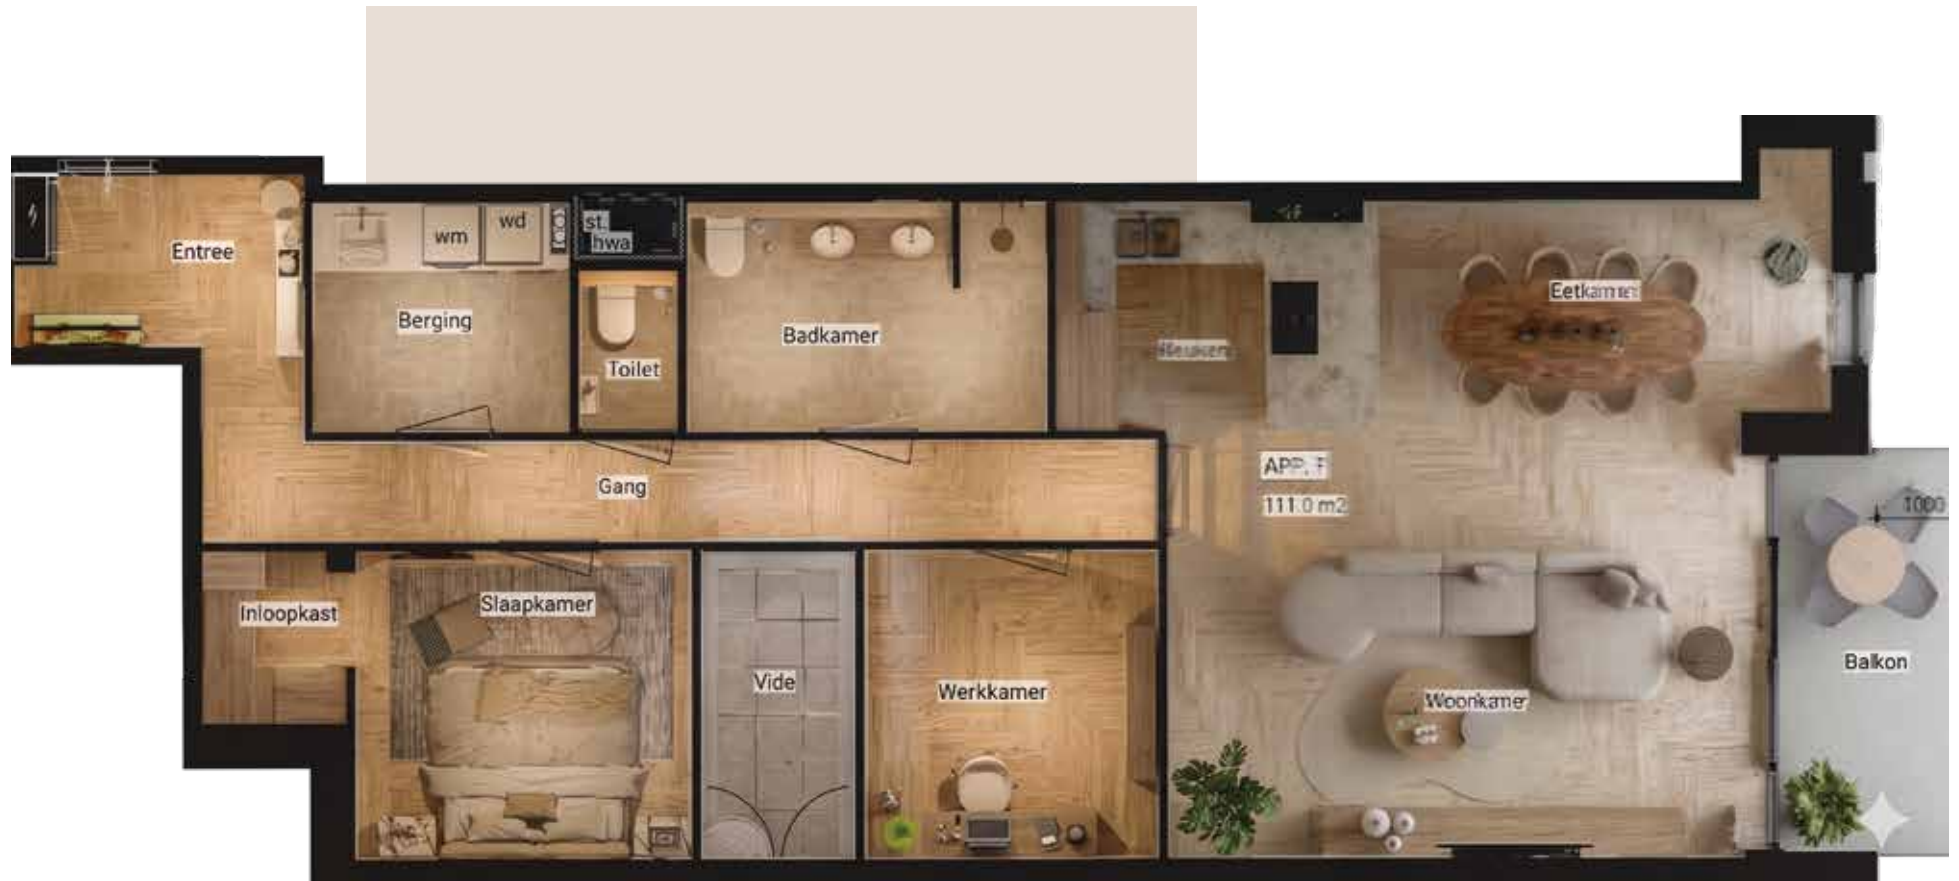 Entree
wm
wd
st.
hwa
Berging
Toilet
Badkamer
Keuken
Eetkamer
Gang
APP. F
111.0 m2
1000
Inloopkast
Slaapkamer
Vide
Werkkamer
Woonkamer
Balkon